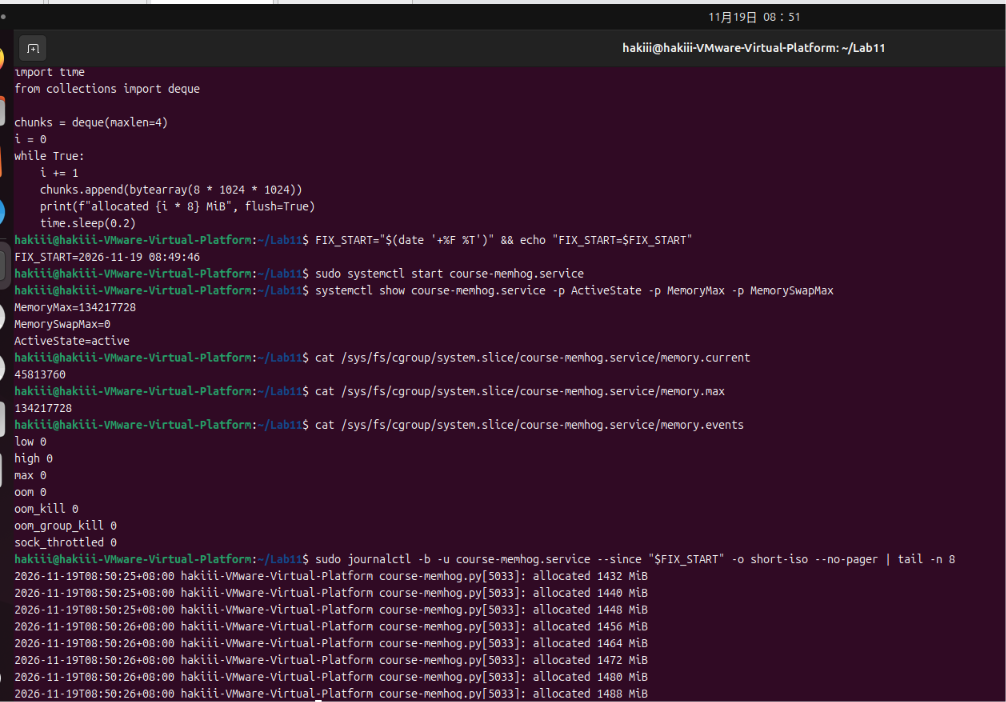 11月19日 08：51
hakiii@hakiii-VMware-Virtual-Platform: ~/Lab11
import time
from collections import deque
chunks = deque(maxlen=4)
i = 0
while True:
    i += 1
    chunks.append(bytearray(8 * 1024 * 1024))
    print(f"allocated {i * 8} MiB", flush=True)
    time.sleep(0.2)
hakiii@hakiii-VMware-Virtual-Platform:~/Lab11$ FIX_START="$(date '+%F %T')" && echo "FIX_START=$FIX_START"
FIX_START=2026-11-19 08:49:46
hakiii@hakiii-VMware-Virtual-Platform:~/Lab11$ sudo systemctl start course-memhog.service
hakiii@hakiii-VMware-Virtual-Platform:~/Lab11$ systemctl show course-memhog.service -p ActiveState -p MemoryMax -p MemorySwapMax
MemoryMax=134217728
MemorySwapMax=0
ActiveState=active
hakiii@hakiii-VMware-Virtual-Platform:~/Lab11$ cat /sys/fs/cgroup/system.slice/course-memhog.service/memory.current
45813760
hakiii@hakiii-VMware-Virtual-Platform:~/Lab11$ cat /sys/fs/cgroup/system.slice/course-memhog.service/memory.max
134217728
hakiii@hakiii-VMware-Virtual-Platform:~/Lab11$ cat /sys/fs/cgroup/system.slice/course-memhog.service/memory.events
low 0
high 0
max 0
oom 0
oom_kill 0
oom_group_kill 0
sock_throttled 0
hakiii@hakiii-VMware-Virtual-Platform:~/Lab11$ sudo journalctl -b -u course-memhog.service --since "$FIX_START" -o short-iso --no-pager | tail -n 8
2026-11-19T08:50:25+08:00 hakiii-VMware-Virtual-Platform course-memhog.py[5033]: allocated 1432 MiB
2026-11-19T08:50:25+08:00 hakiii-VMware-Virtual-Platform course-memhog.py[5033]: allocated 1440 MiB
2026-11-19T08:50:25+08:00 hakiii-VMware-Virtual-Platform course-memhog.py[5033]: allocated 1448 MiB
2026-11-19T08:50:26+08:00 hakiii-VMware-Virtual-Platform course-memhog.py[5033]: allocated 1456 MiB
2026-11-19T08:50:26+08:00 hakiii-VMware-Virtual-Platform course-memhog.py[5033]: allocated 1464 MiB
2026-11-19T08:50:26+08:00 hakiii-VMware-Virtual-Platform course-memhog.py[5033]: allocated 1472 MiB
2026-11-19T08:50:26+08:00 hakiii-VMware-Virtual-Platform course-memhog.py[5033]: allocated 1480 MiB
2026-11-19T08:50:26+08:00 hakiii-VMware-Virtual-Platform course-memhog.py[5033]: allocated 1488 MiB